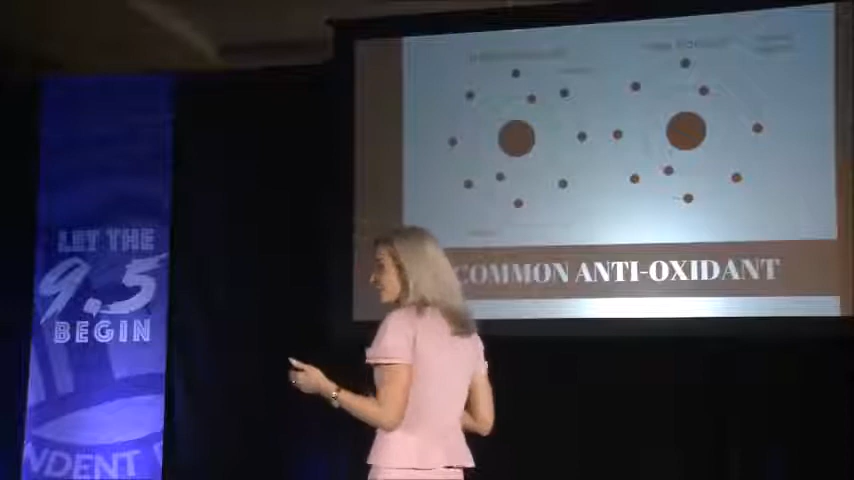 LET THE
9.5
BEGIN
NDENT
COMMON ANTI-OXIDANT